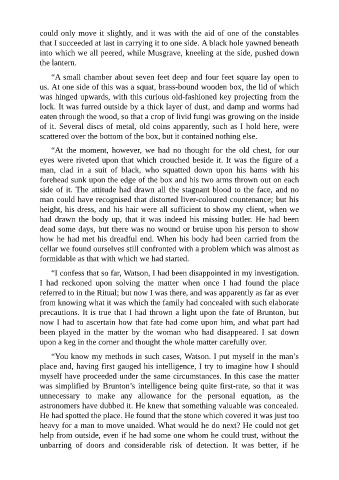 could only move it slightly, and it was with the aid of one of the constables
that I succeeded at last in carrying it to one side. A black hole yawned beneath
into which we all peered, while Musgrave, kneeling at the side, pushed down
the lantern.
“A small chamber about seven feet deep and four feet square lay open to
us. At one side of this was a squat, brass-bound wooden box, the lid of which
was hinged upwards, with this curious old-fashioned key projecting from the
lock. It was furred outside by a thick layer of dust, and damp and worms had
eaten through the wood, so that a crop of livid fungi was growing on the inside
of it. Several discs of metal, old coins apparently, such as I hold here, were
scattered over the bottom of the box, but it contained nothing else.
“At the moment, however, we had no thought for the old chest, for our
eyes were riveted upon that which crouched beside it. It was the figure of a
man, clad in a suit of black, who squatted down upon his hams with his
forehead sunk upon the edge of the box and his two arms thrown out on each
side of it. The attitude had drawn all the stagnant blood to the face, and no
man could have recognised that distorted liver-coloured countenance; but his
height, his dress, and his hair were all sufficient to show my client, when we
had drawn the body up, that it was indeed his missing butler. He had been
dead some days, but there was no wound or bruise upon his person to show
how he had met his dreadful end. When his body had been carried from the
cellar we found ourselves still confronted with a problem which was almost as
formidable as that with which we had started.
“I confess that so far, Watson, I had been disappointed in my investigation.
I had reckoned upon solving the matter when once I had found the place
referred to in the Ritual; but now I was there, and was apparently as far as ever
from knowing what it was which the family had concealed with such elaborate
precautions. It is true that I had thrown a light upon the fate of Brunton, but
now I had to ascertain how that fate had come upon him, and what part had
been played in the matter by the woman who had disappeared. I sat down
upon a keg in the corner and thought the whole matter carefully over.
“You know my methods in such cases, Watson. I put myself in the man’s
place and, having first gauged his intelligence, I try to imagine how I should
myself have proceeded under the same circumstances. In this case the matter
was simplified by Brunton’s intelligence being quite first-rate, so that it was
unnecessary to make any allowance for the personal equation, as the
astronomers have dubbed it. He knew that something valuable was concealed.
He had spotted the place. He found that the stone which covered it was just too
heavy for a man to move unaided. What would he do next? He could not get
help from outside, even if he had some one whom he could trust, without the
unbarring of doors and considerable risk of detection. It was better, if he